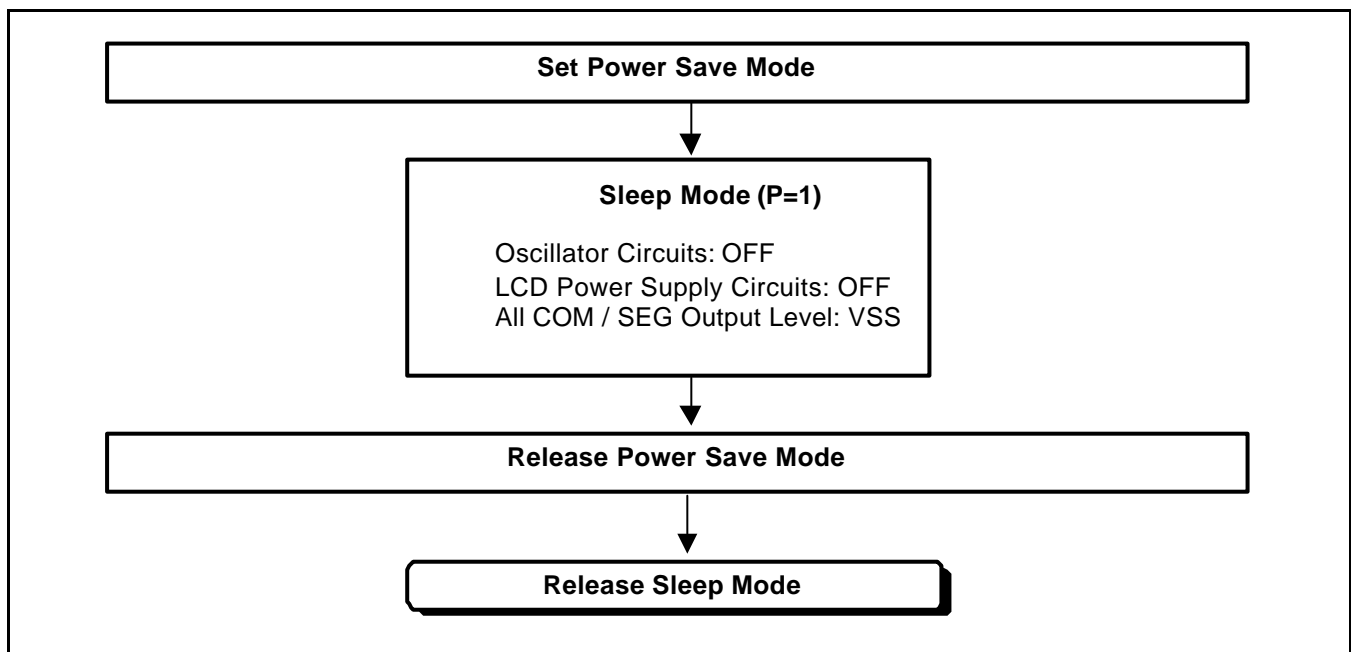 Set Power Save Mode
Sleep Mode (P=1)
Oscillator Circuits: OFF
LCD Power Supply Circuits: OFF
All COM / SEG Output Level: VSS
Release Power Save Mode
Release Sleep Mode